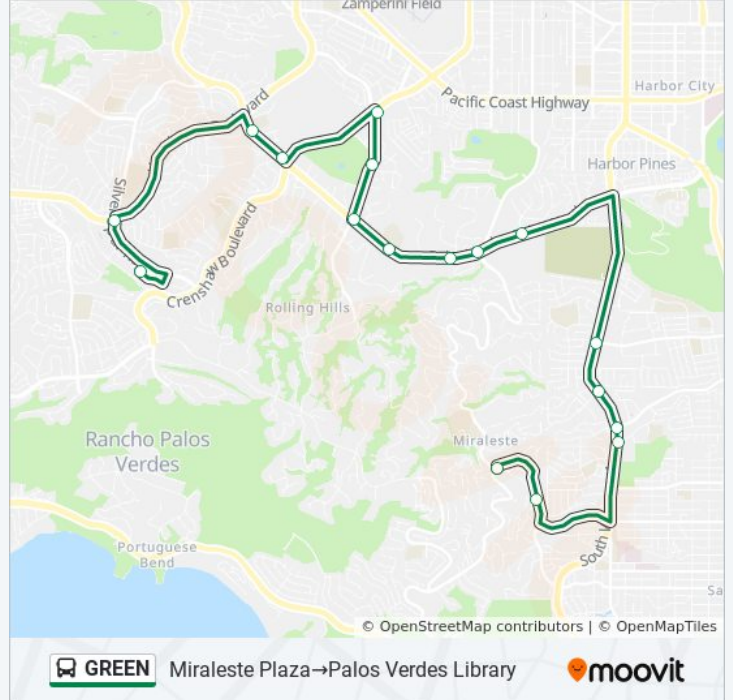 Zamperini Field
Harbor City
Pacific Coast Highway
Harbor Pines
Crenshaw Boulevard
Rolling Hills
Miraleste
Rancho Palos
Verdes
Portuguese
Bend
South
© OpenStreetMap contributors | © OpenMapTiles
GREEN Miraleste Plaza→Palos Verdes Library moovit